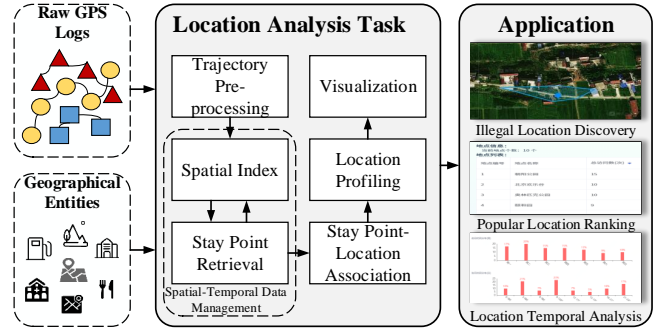 Raw GPS
Logs
Geographical
Entities
Location Analysis Task
Trajectory
Pre-
processing
Spatial Index
Stay Point
Retrieval
Spatial-Temporal Data
Management
Visualization
Location
Profiling
Stay Point-
Location
Association
Application
Illegal Location Discovery
Popular Location Ranking
Location Temporal Analysis